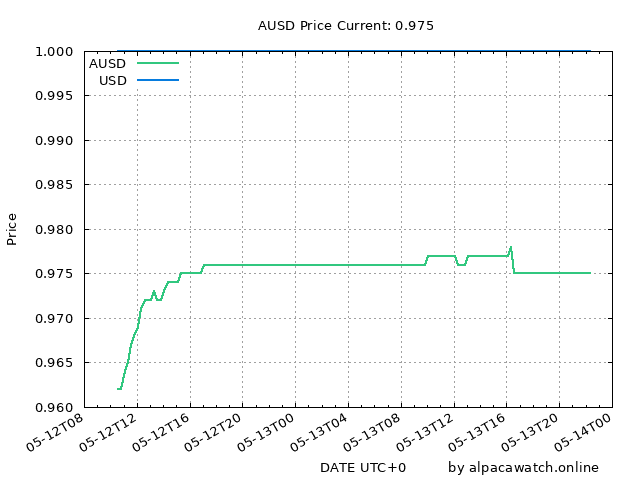 AUSD Price Current: 0.975
1.000
AUSD
USD
0.995
0.990
0.985
0.980
Price
0.975
0.970
0.965
0.960
05-12T08 05-12T12 05-12T16 05-12T20 05-13T00 05-13T04 05-13T08 05-13T12 05-13T16 05-13T20 05-14T00
DATE UTC+0 by alpacawatch.online